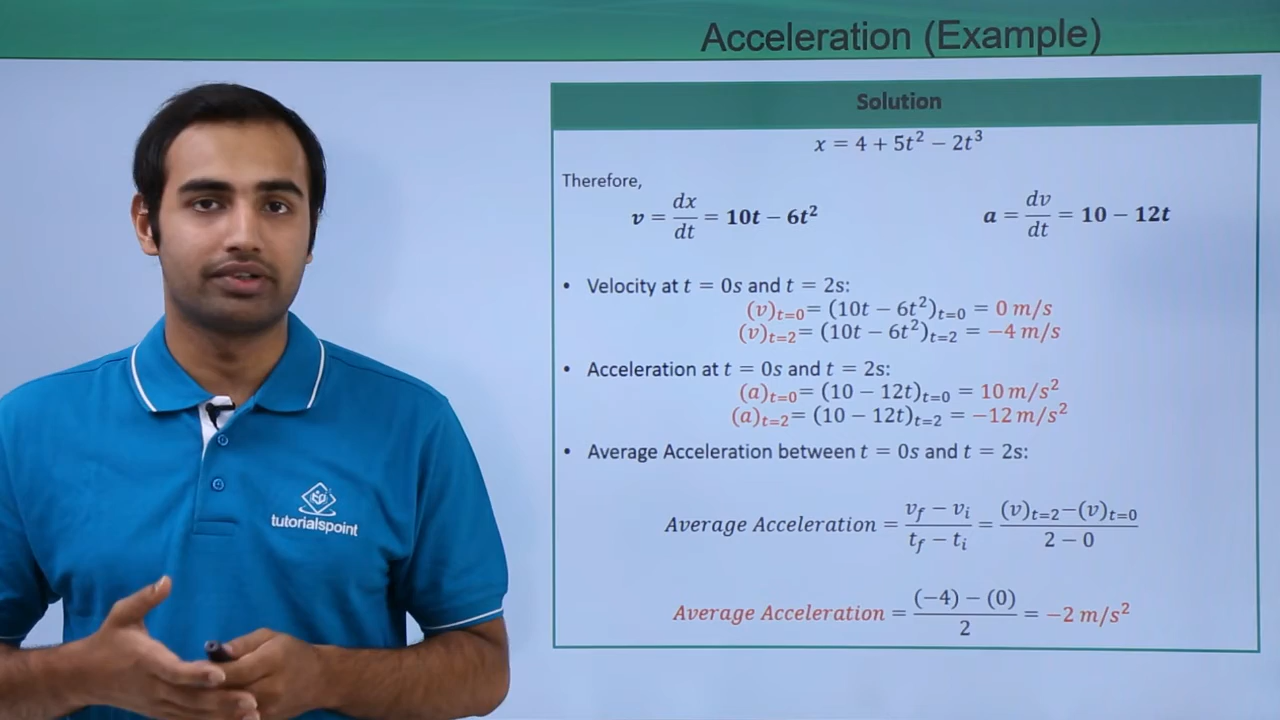 Acceleration (Example)
Solution
x = 4 + 5t² − 2t³
Therefore,
v = dx/dt = 10t − 6t²
a = dv/dt = 10 − 12t
• Velocity at t = 0s and t = 2s:
(v)t=0= (10t − 6t²)t=0 = 0 m/s
(v)t=2= (10t − 6t²)t=2 = −4 m/s
• Acceleration at t = 0s and t = 2s:
(a)t=0= (10 − 12t)t=0 = 10 m/s²
(a)t=2= (10 − 12t)t=2 = −12 m/s²
• Average Acceleration between t = 0s and t = 2s:
Average Acceleration = vf − vi / tf − ti = (v)t=2−(v)t=0 / 2 − 0
Average Acceleration = (−4) − (0) / 2 = −2 m/s²
tutorialspoint